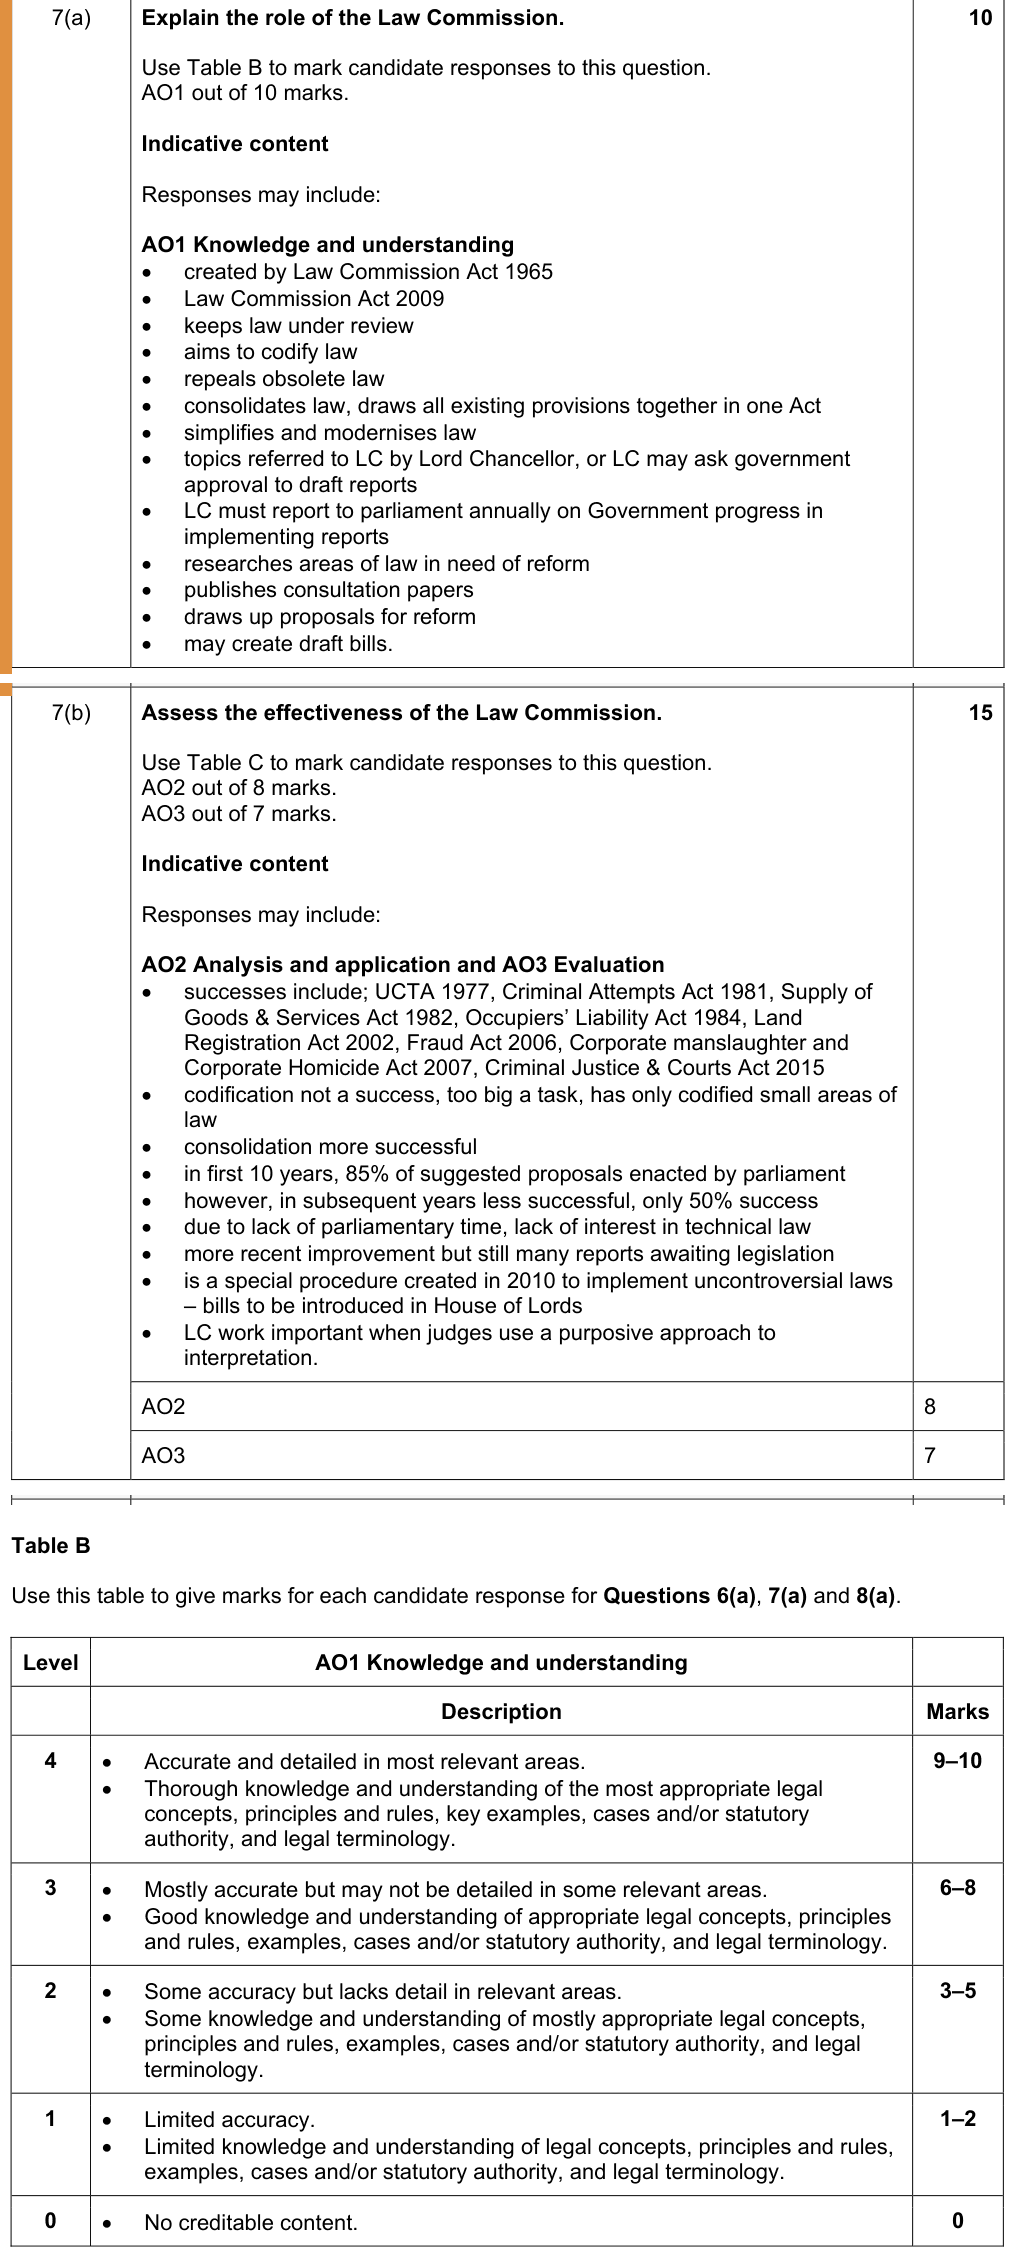 7(a) Explain the role of the Law Commission. 10
Use Table B to mark candidate responses to this question.
AO1 out of 10 marks.
Indicative content
Responses may include:
AO1 Knowledge and understanding
• created by Law Commission Act 1965
• Law Commission Act 2009
• keeps law under review
• aims to codify law
• repeals obsolete law
• consolidates law, draws all existing provisions together in one Act
• simplifies and modernises law
• topics referred to LC by Lord Chancellor, or LC may ask government
approval to draft reports
• LC must report to parliament annually on Government progress in
implementing reports
• researches areas of law in need of reform
• publishes consultation papers
• draws up proposals for reform
• may create draft bills.
7(b) Assess the effectiveness of the Law Commission. 15
Use Table C to mark candidate responses to this question.
AO2 out of 8 marks.
AO3 out of 7 marks.
Indicative content
Responses may include:
AO2 Analysis and application and AO3 Evaluation
• successes include; UCTA 1977, Criminal Attempts Act 1981, Supply of
Goods & Services Act 1982, Occupiers’ Liability Act 1984, Land
Registration Act 2002, Fraud Act 2006, Corporate manslaughter and
Corporate Homicide Act 2007, Criminal Justice & Courts Act 2015
• codification not a success, too big a task, has only codified small areas of
law
• consolidation more successful
• in first 10 years, 85% of suggested proposals enacted by parliament
• however, in subsequent years less successful, only 50% success
• due to lack of parliamentary time, lack of interest in technical law
• more recent improvement but still many reports awaiting legislation
• is a special procedure created in 2010 to implement uncontroversial laws
– bills to be introduced in House of Lords
• LC work important when judges use a purposive approach to
interpretation.
AO2 8
AO3 7
Table B
Use this table to give marks for each candidate response for Questions 6(a), 7(a) and 8(a).
Level AO1 Knowledge and understanding
Description Marks
4 • Accurate and detailed in most relevant areas. 9–10
• Thorough knowledge and understanding of the most appropriate legal
concepts, principles and rules, key examples, cases and/or statutory
authority, and legal terminology.
3 • Mostly accurate but may not be detailed in some relevant areas. 6–8
• Good knowledge and understanding of appropriate legal concepts, principles
and rules, examples, cases and/or statutory authority, and legal terminology.
2 • Some accuracy but lacks detail in relevant areas. 3–5
• Some knowledge and understanding of mostly appropriate legal concepts,
principles and rules, examples, cases and/or statutory authority, and legal
terminology.
1 • Limited accuracy. 1–2
• Limited knowledge and understanding of legal concepts, principles and rules,
examples, cases and/or statutory authority, and legal terminology.
0 • No creditable content. 0